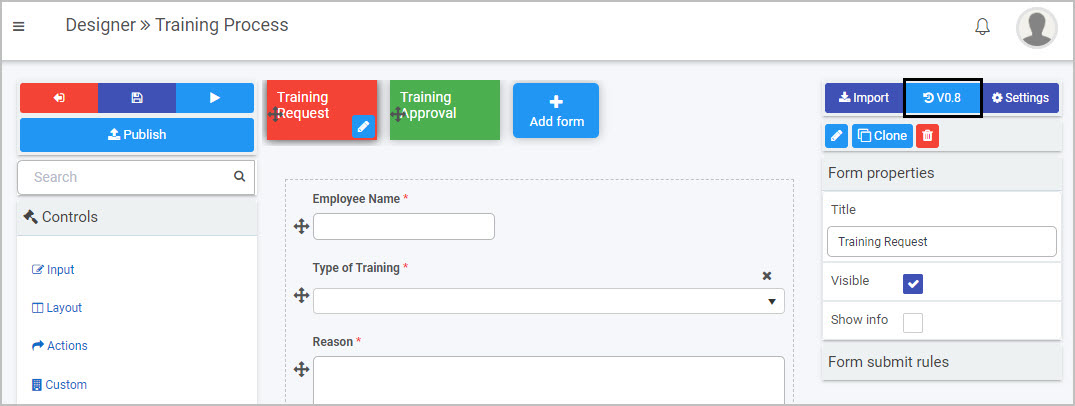 Designer » Training Process
Publish
Search
Controls
Input
Layout
Actions
Custom
Training
Request
Training
Approval
Add form
Employee Name *
Type of Training *
Reason *
Import
V0.8
Settings
Clone
Form properties
Title
Training Request
Visible
Show info
Form submit rules